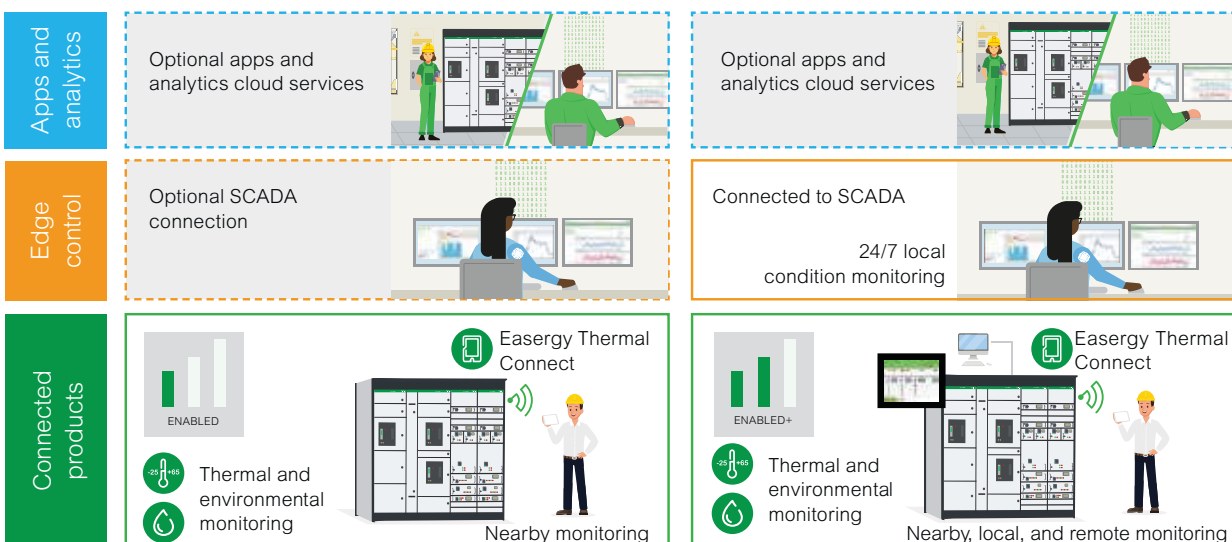 Apps and
analytics
Optional apps and
analytics cloud services
Optional apps and
analytics cloud services
Edge
control
Optional SCADA
connection
Connected to SCADA
24/7 local
condition monitoring
Connected
products
ENABLED
Easergy Thermal
Connect
-25 +65
Thermal and
environmental
monitoring
Nearby monitoring
ENABLED+
Easergy Thermal
Connect
-25 +65
Thermal and
environmental
monitoring
Nearby, local, and remote monitoring